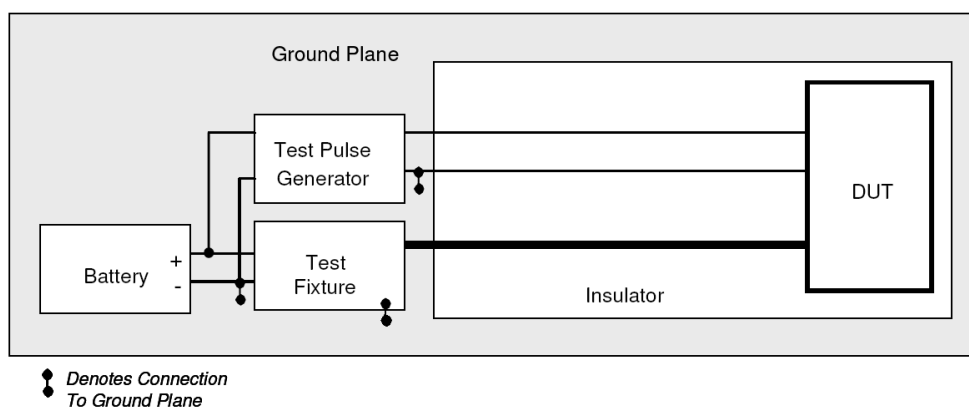 Ground Plane
Test Pulse
Generator
DUT
Battery
+
-
Test
Fixture
Insulator
Denotes Connection
To Ground Plane